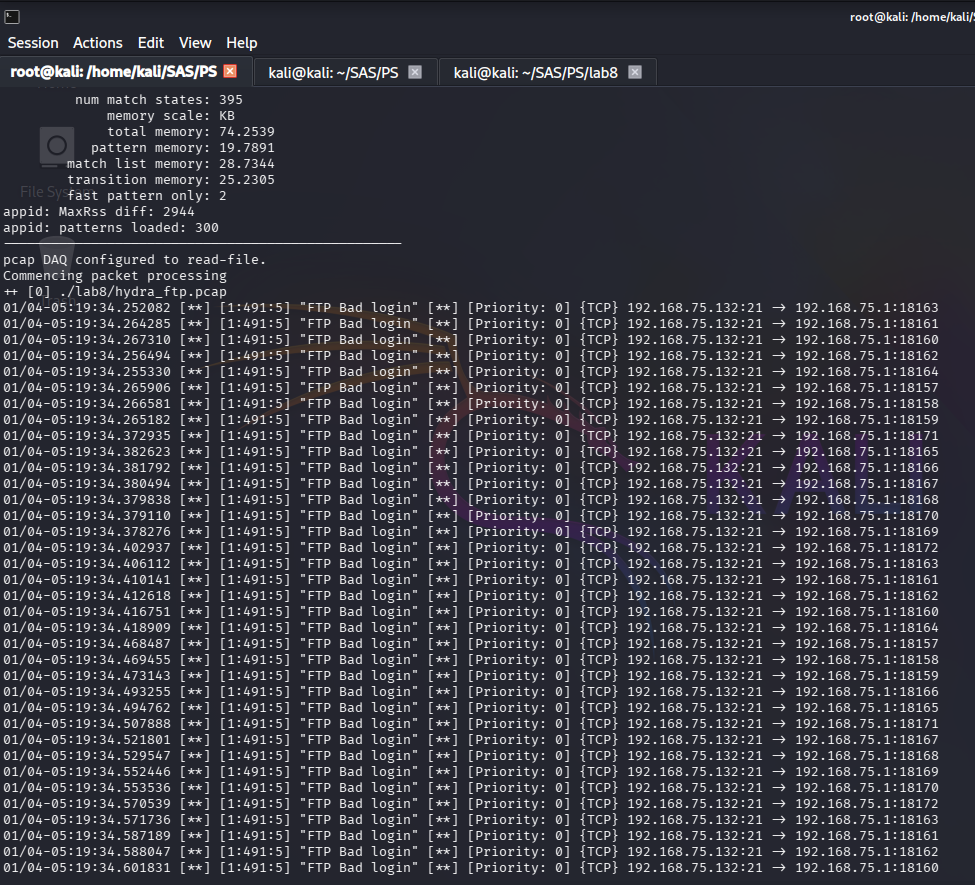 root@kali: /home/kali/S
Session Actions Edit View Help
root@kali: /home/kali/SAS/PS kali@kali: ~/SAS/PS kali@kali: ~/SAS/PS/lab8
num match states: 395
memory scale: KB
total memory: 74.2539
pattern memory: 19.7891
match list memory: 28.7344
transition memory: 25.2305
File System
fast pattern only: 2
appid: MaxRss diff: 2944
appid: patterns loaded: 300
pcap DAQ configured to read-file.
Commencing packet processing
++ [0] ./lab8/hydra_ftp.pcap
01/04-05:19:34.252082 [**] [1:491:5] "FTP Bad login" [**] [Priority: 0] {TCP} 192.168.75.132:21 → 192.168.75.1:18163
01/04-05:19:34.264285 [**] [1:491:5] "FTP Bad login" [**] [Priority: 0] {TCP} 192.168.75.132:21 → 192.168.75.1:18161
01/04-05:19:34.267310 [**] [1:491:5] "FTP Bad login" [**] [Priority: 0] {TCP} 192.168.75.132:21 → 192.168.75.1:18160
01/04-05:19:34.256494 [**] [1:491:5] "FTP Bad login" [**] [Priority: 0] {TCP} 192.168.75.132:21 → 192.168.75.1:18162
01/04-05:19:34.255330 [**] [1:491:5] "FTP Bad login" [**] [Priority: 0] {TCP} 192.168.75.132:21 → 192.168.75.1:18164
01/04-05:19:34.265906 [**] [1:491:5] "FTP Bad login" [**] [Priority: 0] {TCP} 192.168.75.132:21 → 192.168.75.1:18157
01/04-05:19:34.266581 [**] [1:491:5] "FTP Bad login" [**] [Priority: 0] {TCP} 192.168.75.132:21 → 192.168.75.1:18158
01/04-05:19:34.265182 [**] [1:491:5] "FTP Bad login" [**] [Priority: 0] {TCP} 192.168.75.132:21 → 192.168.75.1:18159
01/04-05:19:34.372935 [**] [1:491:5] "FTP Bad login" [**] [Priority: 0] {TCP} 192.168.75.132:21 → 192.168.75.1:18171
01/04-05:19:34.382623 [**] [1:491:5] "FTP Bad login" [**] [Priority: 0] {TCP} 192.168.75.132:21 → 192.168.75.1:18165
01/04-05:19:34.381792 [**] [1:491:5] "FTP Bad login" [**] [Priority: 0] {TCP} 192.168.75.132:21 → 192.168.75.1:18166
01/04-05:19:34.380494 [**] [1:491:5] "FTP Bad login" [**] [Priority: 0] {TCP} 192.168.75.132:21 → 192.168.75.1:18167
01/04-05:19:34.379838 [**] [1:491:5] "FTP Bad login" [**] [Priority: 0] {TCP} 192.168.75.132:21 → 192.168.75.1:18168
01/04-05:19:34.379110 [**] [1:491:5] "FTP Bad login" [**] [Priority: 0] {TCP} 192.168.75.132:21 → 192.168.75.1:18170
01/04-05:19:34.378276 [**] [1:491:5] "FTP Bad login" [**] [Priority: 0] {TCP} 192.168.75.132:21 → 192.168.75.1:18169
01/04-05:19:34.402937 [**] [1:491:5] "FTP Bad login" [**] [Priority: 0] {TCP} 192.168.75.132:21 → 192.168.75.1:18172
01/04-05:19:34.406112 [**] [1:491:5] "FTP Bad login" [**] [Priority: 0] {TCP} 192.168.75.132:21 → 192.168.75.1:18163
01/04-05:19:34.410141 [**] [1:491:5] "FTP Bad login" [**] [Priority: 0] {TCP} 192.168.75.132:21 → 192.168.75.1:18161
01/04-05:19:34.412618 [**] [1:491:5] "FTP Bad login" [**] [Priority: 0] {TCP} 192.168.75.132:21 → 192.168.75.1:18162
01/04-05:19:34.416751 [**] [1:491:5] "FTP Bad login" [**] [Priority: 0] {TCP} 192.168.75.132:21 → 192.168.75.1:18160
01/04-05:19:34.418909 [**] [1:491:5] "FTP Bad login" [**] [Priority: 0] {TCP} 192.168.75.132:21 → 192.168.75.1:18164
01/04-05:19:34.468487 [**] [1:491:5] "FTP Bad login" [**] [Priority: 0] {TCP} 192.168.75.132:21 → 192.168.75.1:18157
01/04-05:19:34.469455 [**] [1:491:5] "FTP Bad login" [**] [Priority: 0] {TCP} 192.168.75.132:21 → 192.168.75.1:18158
01/04-05:19:34.473143 [**] [1:491:5] "FTP Bad login" [**] [Priority: 0] {TCP} 192.168.75.132:21 → 192.168.75.1:18159
01/04-05:19:34.493255 [**] [1:491:5] "FTP Bad login" [**] [Priority: 0] {TCP} 192.168.75.132:21 → 192.168.75.1:18166
01/04-05:19:34.494762 [**] [1:491:5] "FTP Bad login" [**] [Priority: 0] {TCP} 192.168.75.132:21 → 192.168.75.1:18165
01/04-05:19:34.507888 [**] [1:491:5] "FTP Bad login" [**] [Priority: 0] {TCP} 192.168.75.132:21 → 192.168.75.1:18171
01/04-05:19:34.521801 [**] [1:491:5] "FTP Bad login" [**] [Priority: 0] {TCP} 192.168.75.132:21 → 192.168.75.1:18167
01/04-05:19:34.529547 [**] [1:491:5] "FTP Bad login" [**] [Priority: 0] {TCP} 192.168.75.132:21 → 192.168.75.1:18168
01/04-05:19:34.552446 [**] [1:491:5] "FTP Bad login" [**] [Priority: 0] {TCP} 192.168.75.132:21 → 192.168.75.1:18169
01/04-05:19:34.553536 [**] [1:491:5] "FTP Bad login" [**] [Priority: 0] {TCP} 192.168.75.132:21 → 192.168.75.1:18170
01/04-05:19:34.570539 [**] [1:491:5] "FTP Bad login" [**] [Priority: 0] {TCP} 192.168.75.132:21 → 192.168.75.1:18172
01/04-05:19:34.571736 [**] [1:491:5] "FTP Bad login" [**] [Priority: 0] {TCP} 192.168.75.132:21 → 192.168.75.1:18163
01/04-05:19:34.587189 [**] [1:491:5] "FTP Bad login" [**] [Priority: 0] {TCP} 192.168.75.132:21 → 192.168.75.1:18161
01/04-05:19:34.588047 [**] [1:491:5] "FTP Bad login" [**] [Priority: 0] {TCP} 192.168.75.132:21 → 192.168.75.1:18162
01/04-05:19:34.601831 [**] [1:491:5] "FTP Bad login" [**] [Priority: 0] {TCP} 192.168.75.132:21 → 192.168.75.1:18160
KALI